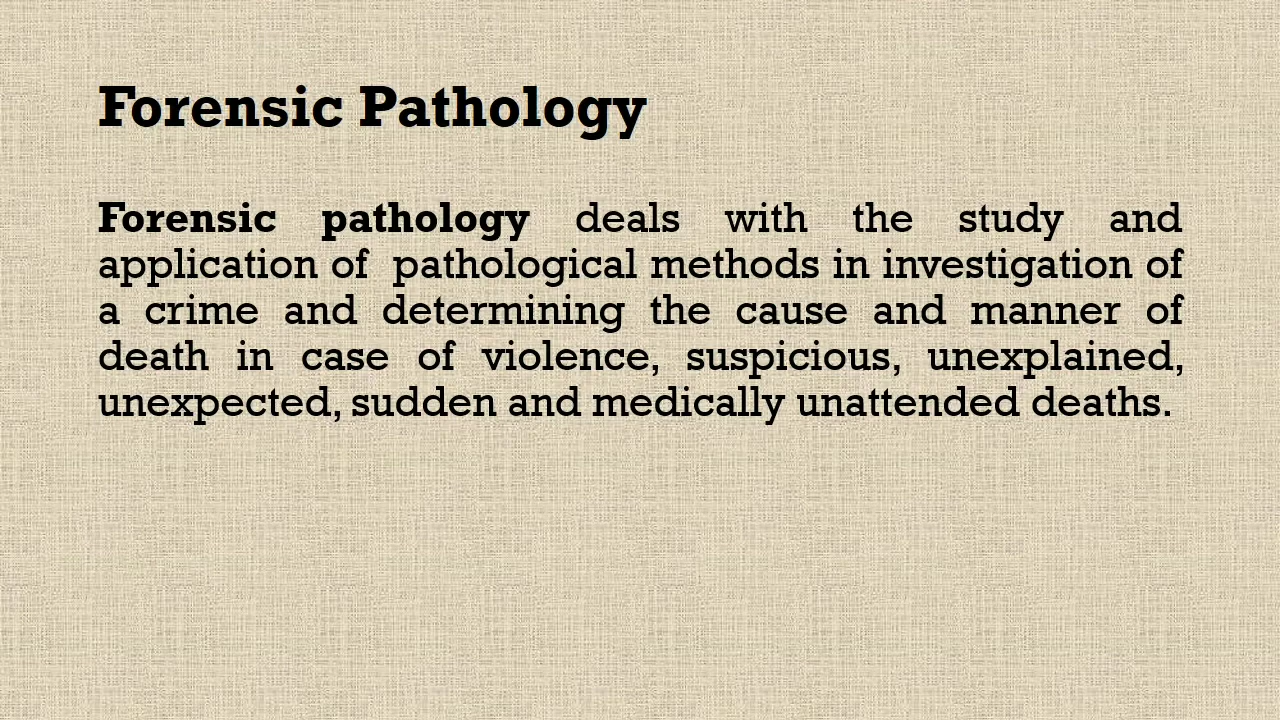 Forensic Pathology
Forensic pathology deals with the study and
application of pathological methods in investigation of
a crime and determining the cause and manner of
death in case of violence, suspicious, unexplained,
unexpected, sudden and medically unattended deaths.